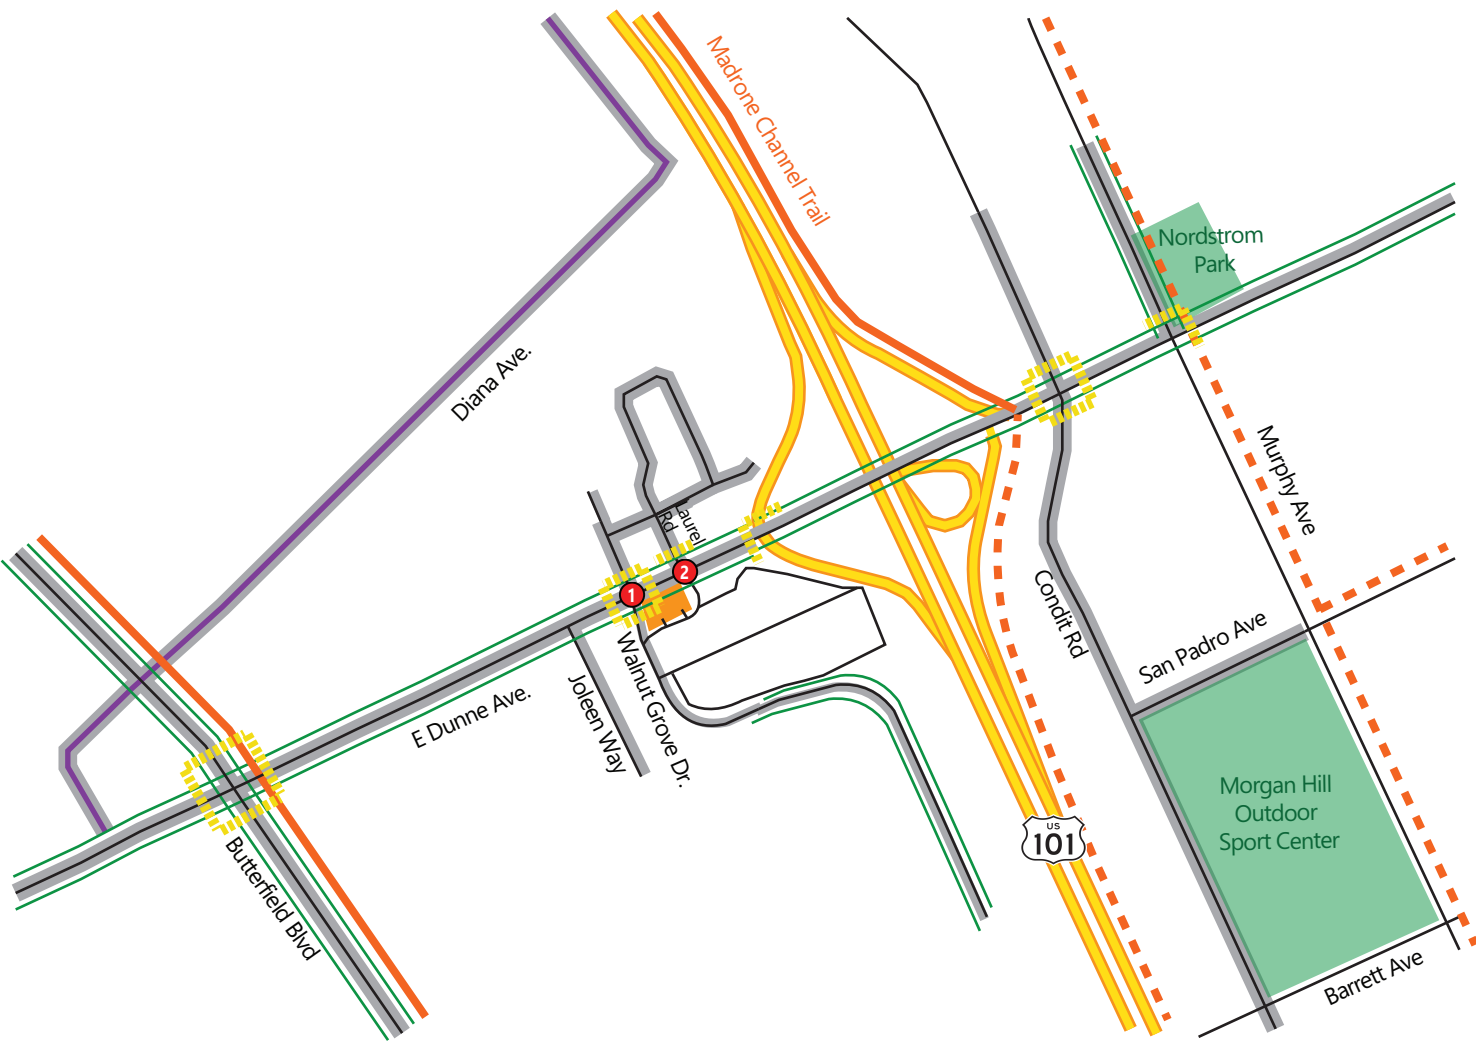 Madrone Channel Trail
Nordstrom
Park
Diana Ave.
Murphy Ave
Laurel
Rd
2
1
Condit Rd
San Padro Ave
Walnut Grove Dr.
Joleen Way
E Dunne Ave.
Morgan Hill
Outdoor
Sport Center
US
101
Butterfield Blvd
Barrett Ave